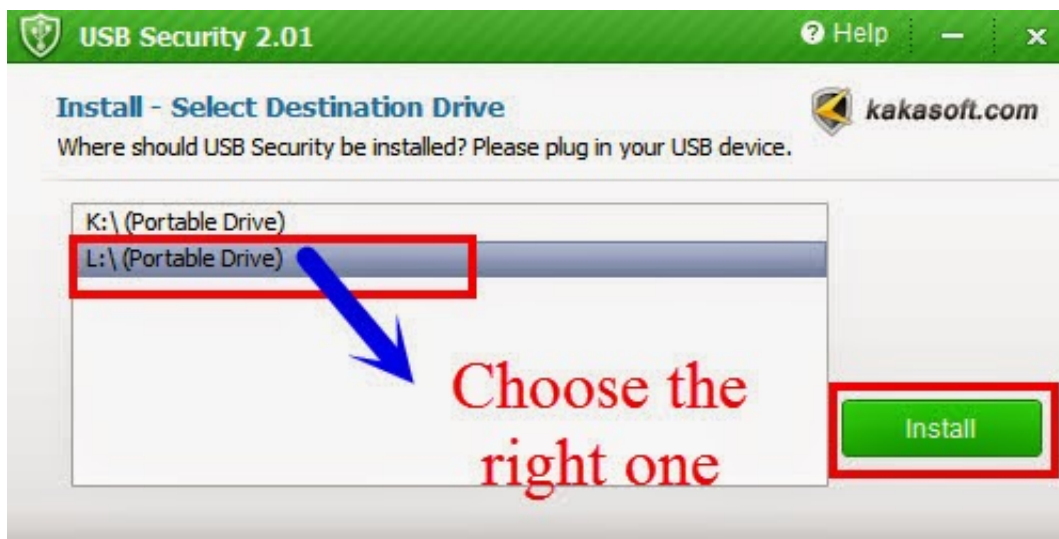 USB Security 2.01
Help
Install - Select Destination Drive
kakasoft.com
Where should USB Security be installed? Please plug in your USB device.
K:\ (Portable Drive)
L:\ (Portable Drive)
Choose the
right one
Install